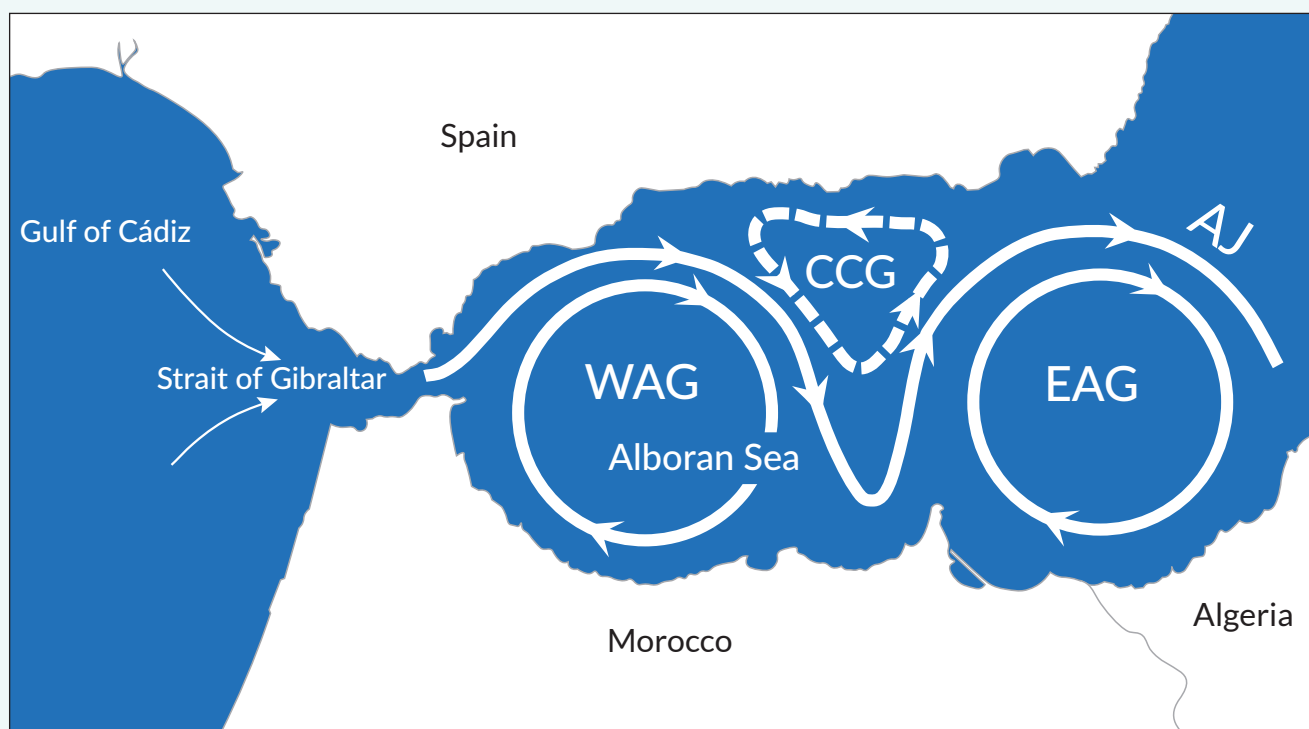 Spain
AJ
Gulf of Cádiz
CCG
Strait of Gibraltar
WAG
EAG
Alboran Sea
Algeria
Morocco